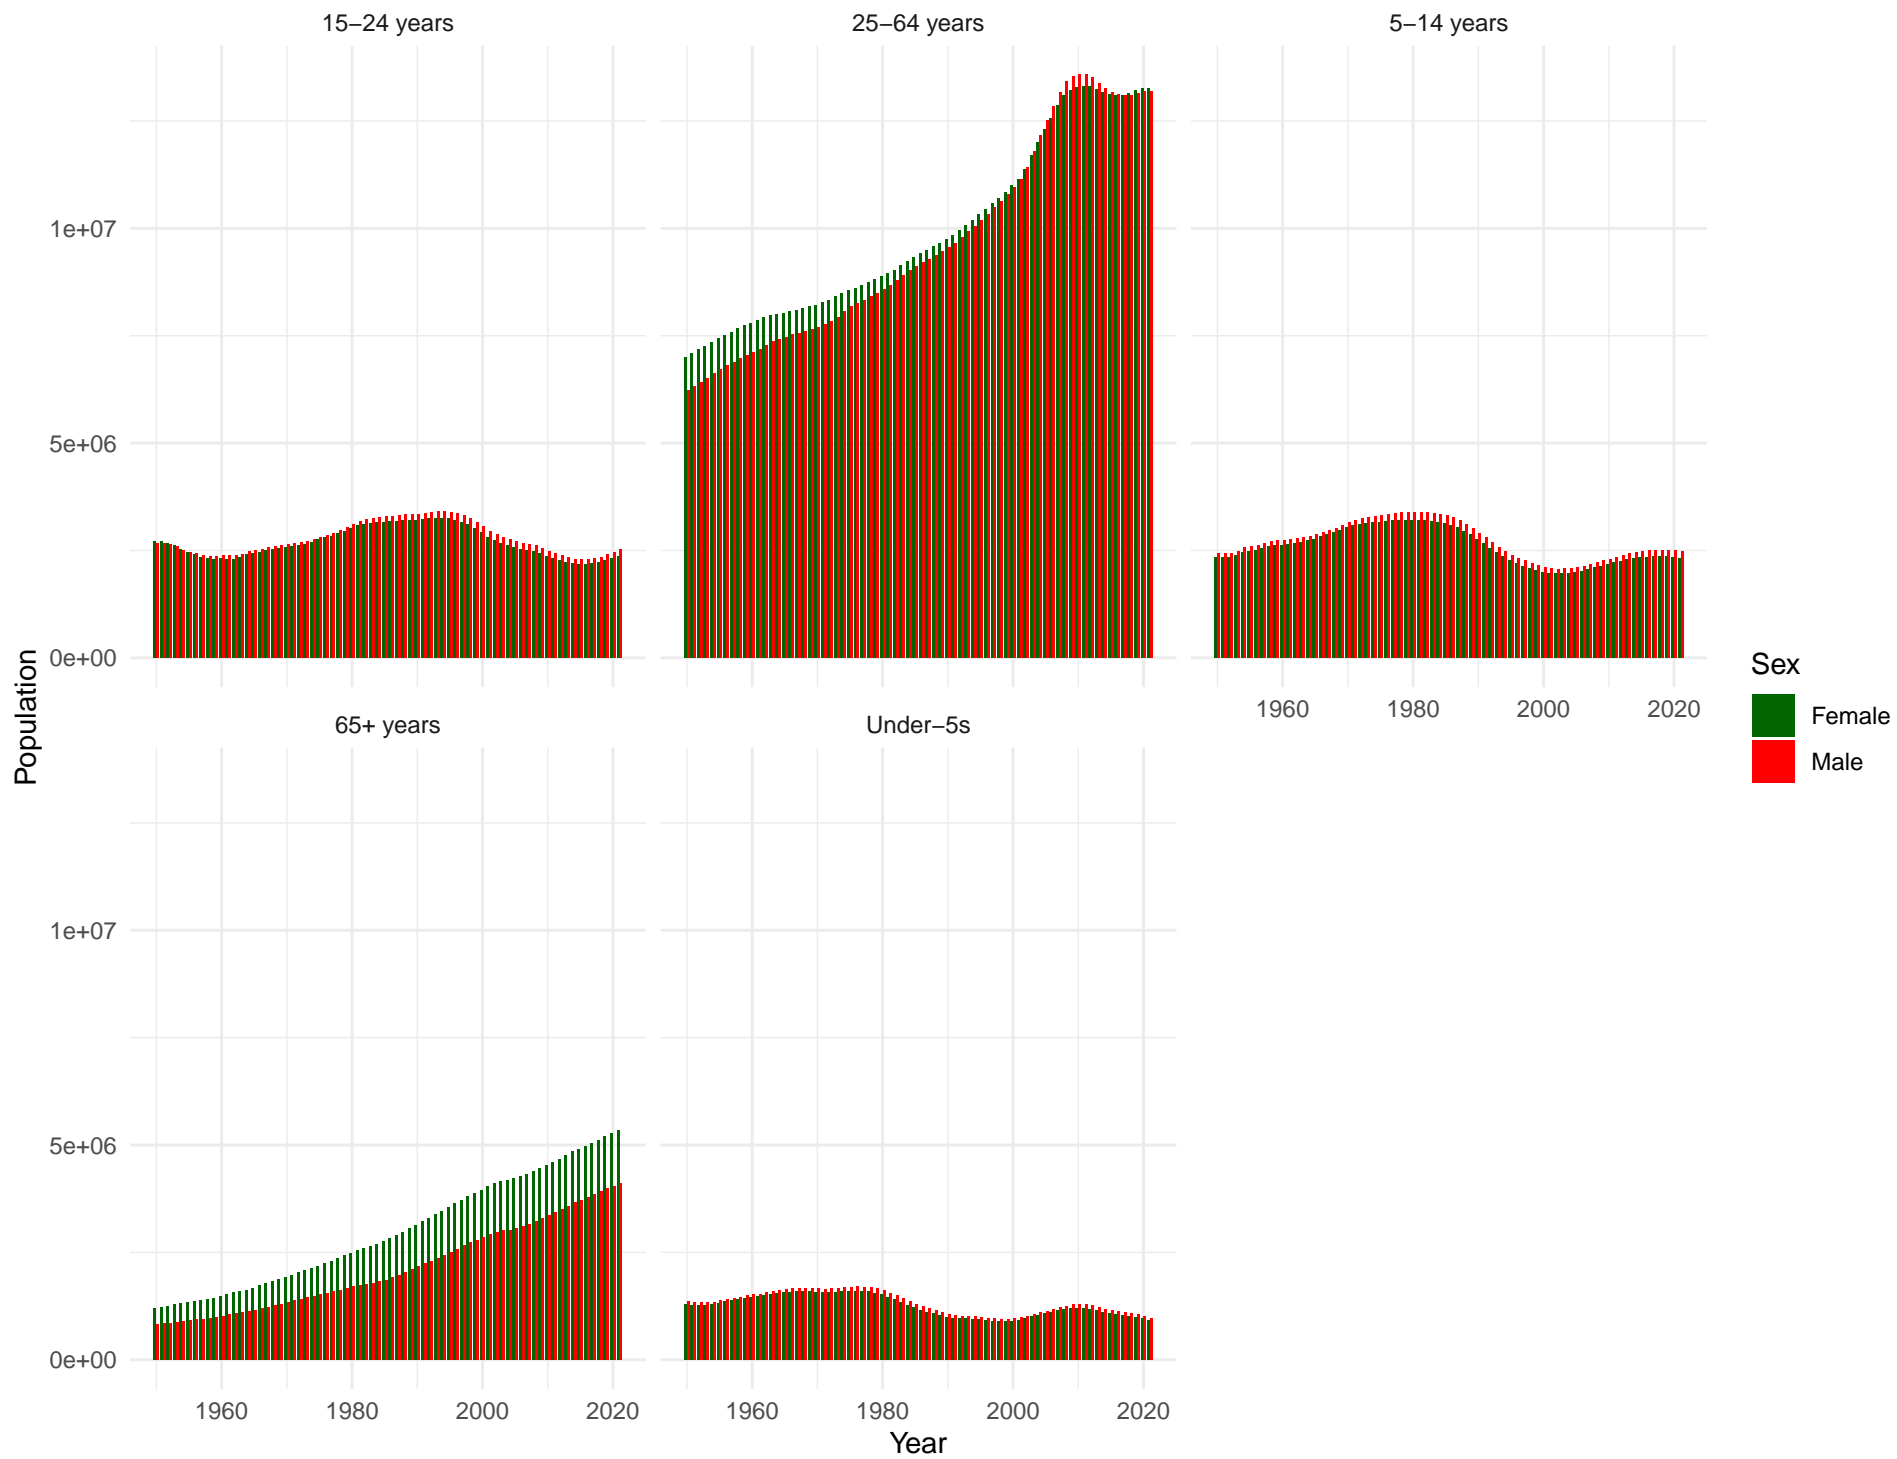 15−24 years
25−64 years
5−14 years
1e+07
5e+06
0e+00
1960 1980 2000 2020
65+ years
Under−5s
1e+07
5e+06
0e+00
1960 1980 2000 2020
1960 1980 2000 2020
Year
Population
Sex
Female
Male